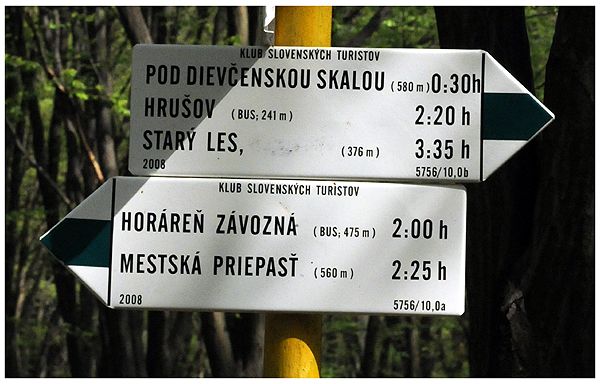 KLUB SLOVENSKÝCH TURISTOV
POD DIEVČENSKOU SKALOU (580 m) 0:30h
HRUŠOV (BUS; 241 m) 2:20 h
STARÝ LES, (376 m) 3:35 h
2008 5756/10,0b
KLUB SLOVENSKÝCH TURISTOV
HORÁREŇ ZÁVOZNÁ (BUS; 475 m) 2:00 h
MESTSKÁ PRIEPASŤ (560 m) 2:25 h
2008 5756/10,0a